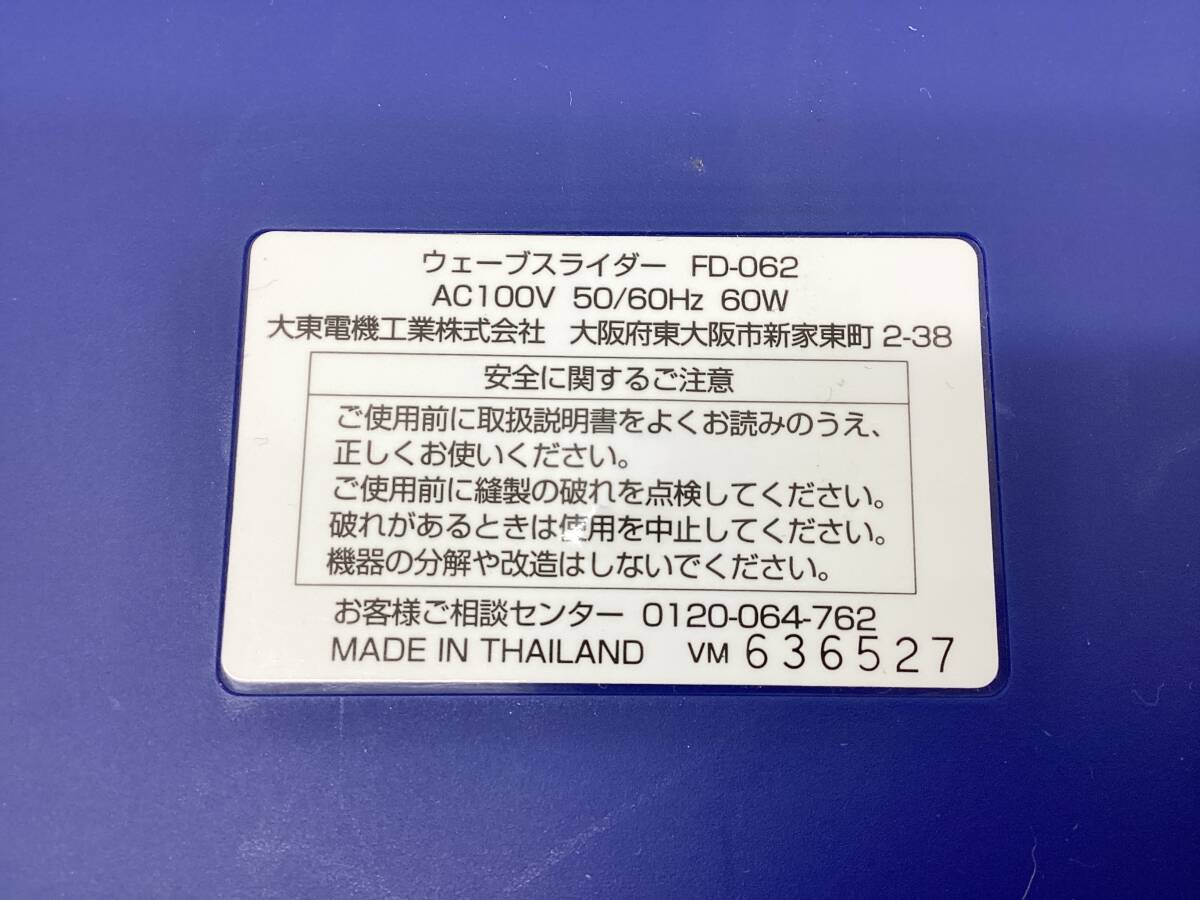 ウェーブスライダー FD-062
AC100V 50/60Hz 60W
大東電機工業株式会社 大阪府東大阪市新家東町 2-38
安全に関するご注意
ご使用前に取扱説明書をよくお読みのうえ、
正しくお使いください。
ご使用前に縫製の破れを点検してください。
破れがあるときは使用を中止してください。
機器の分解や改造はしないでください。
お客様ご相談センター 0120-064-762
MADE IN THAILAND VM 636527